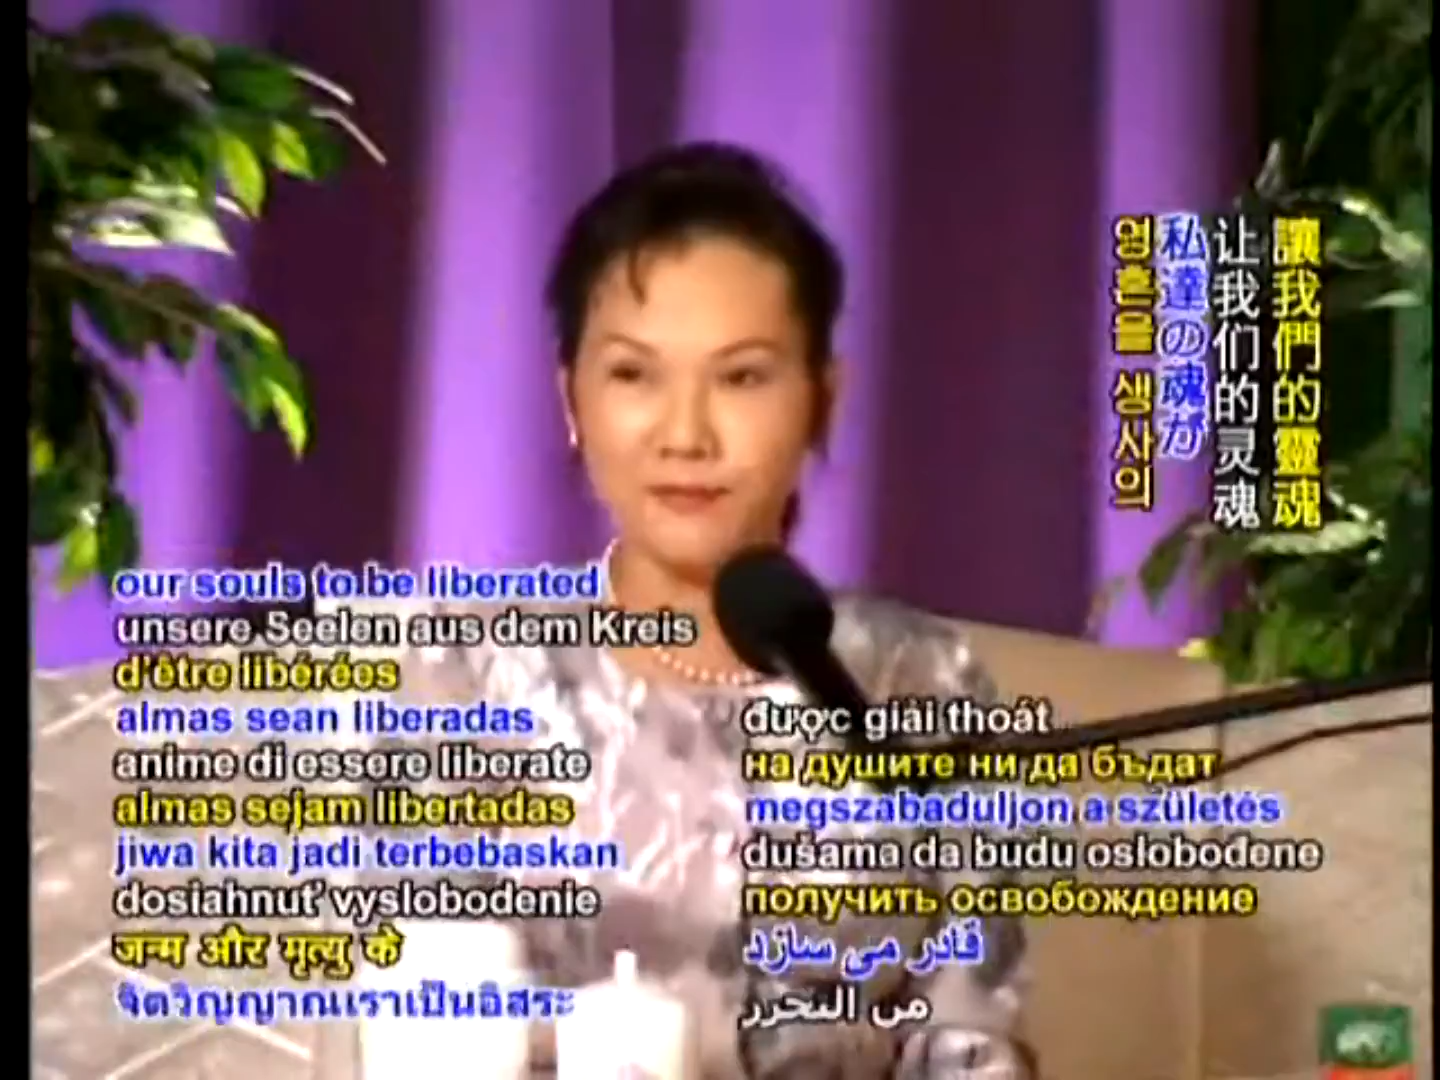 our souls to be liberated
unsere Seelen aus dem Kreis
d'être libérées
almas sean liberadas
anime di essere liberate
almas sejam libertadas
jiwa kita jadi terbebaskan
dosiahnuť vyslobodenie
जन्म और मृत्यु के
จิตวิญญาณเราเป็นอิสระ
được giải thoát
на душите ни да бъдат
megszabaduljon a születés
dušama da budu oslobođene
получить освобождение
قادر می سازد
من التحرر
讓我們的靈魂
让我们的灵魂
私達の魂が
영혼을 생사의